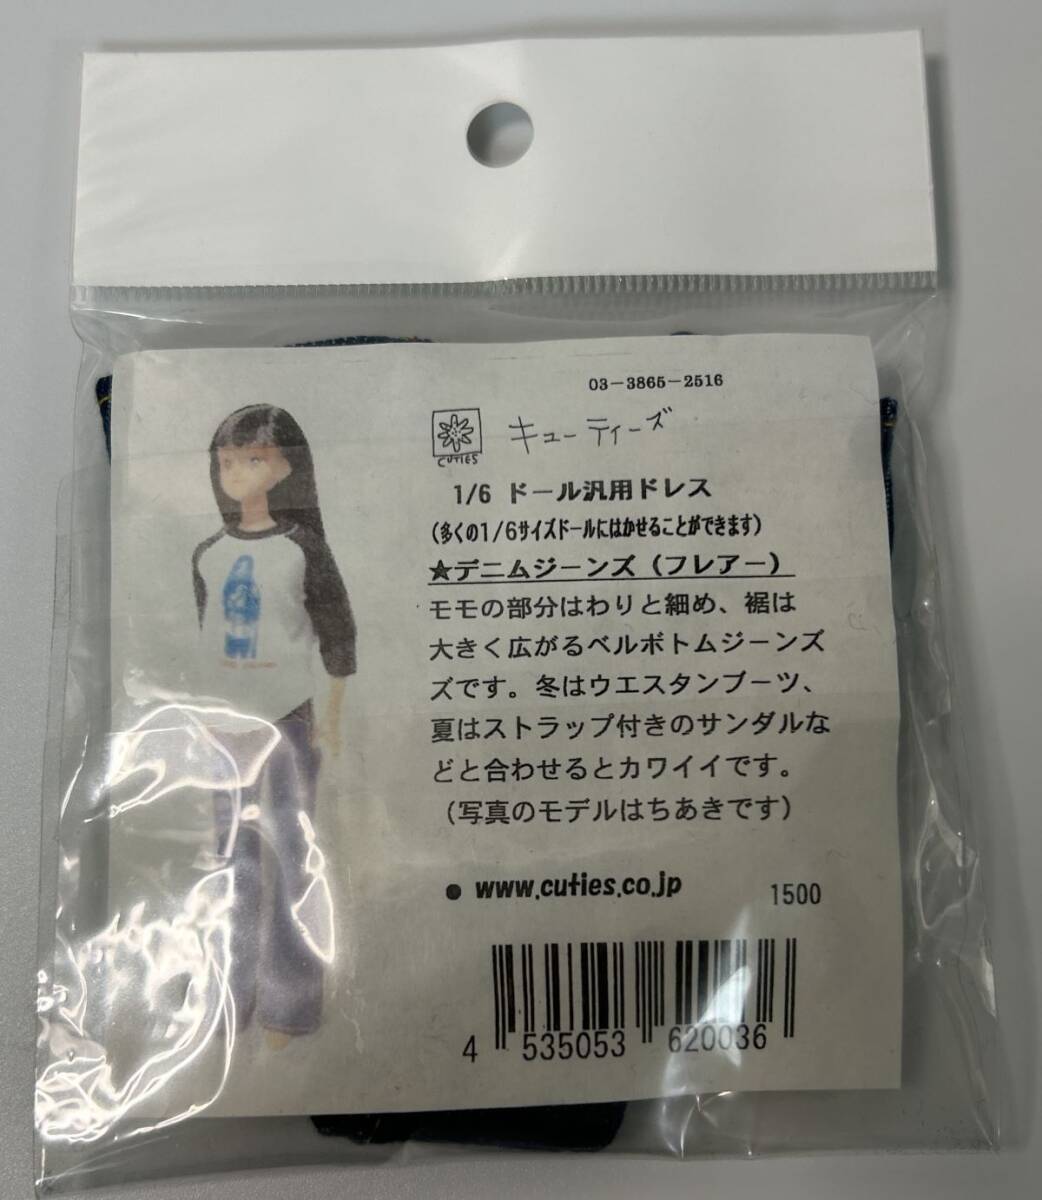 03-3865-2516
CUTIES
キューティーズ
1/6 ドール汎用ドレス
(多くの1/6サイズドールにはかせることができます)
★デニムジーンズ(フレアー)
モモの部分はわりと細め、裾は
大きく広がるベルボトムジーンズ
ズです。冬はウエスタンブーツ、
夏はストラップ付きのサンダルな
どと合わせるとカワイイです。
(写真のモデルはちあきです)
● www.cuties.co.jp
1500
4 535053 620036